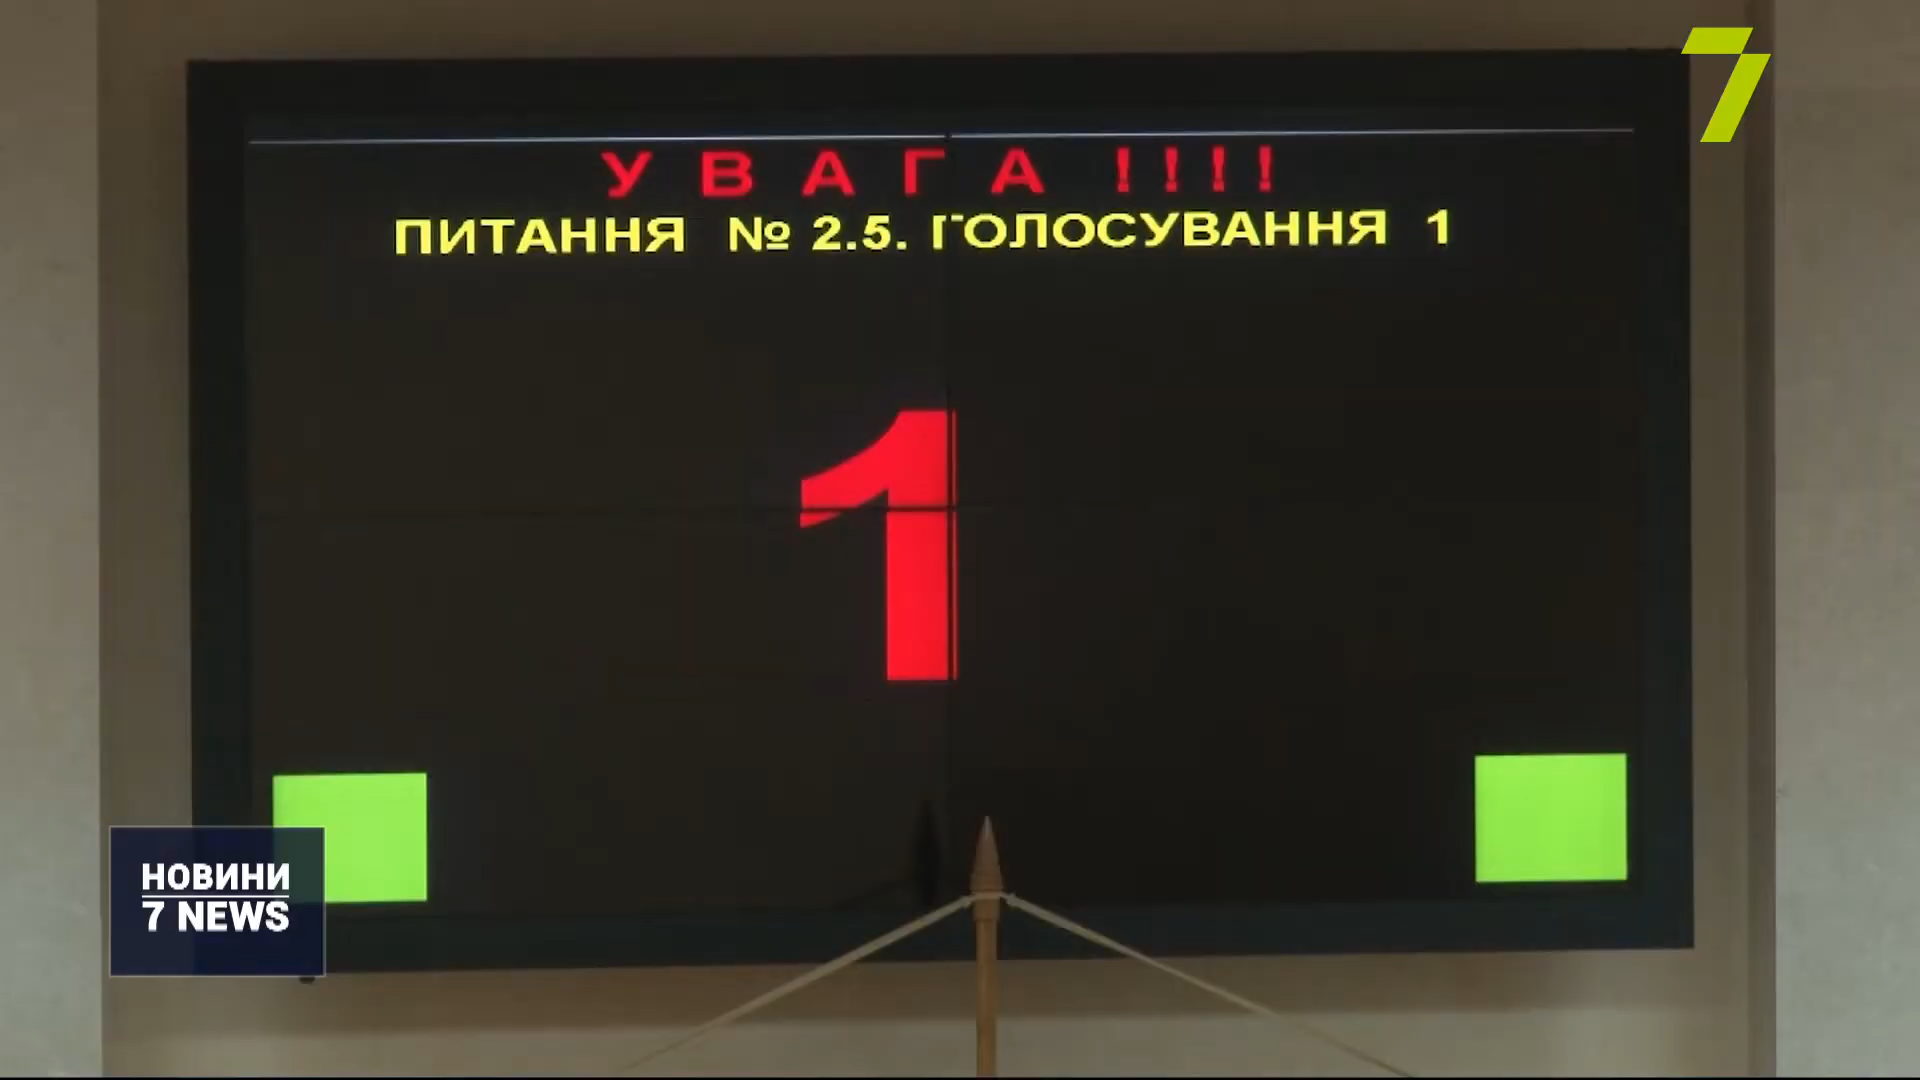 7
У В А Г А !!!!
ПИТАННЯ № 2.5. ГОЛОСУВАННЯ 1
1
НОВИНИ
7 NEWS